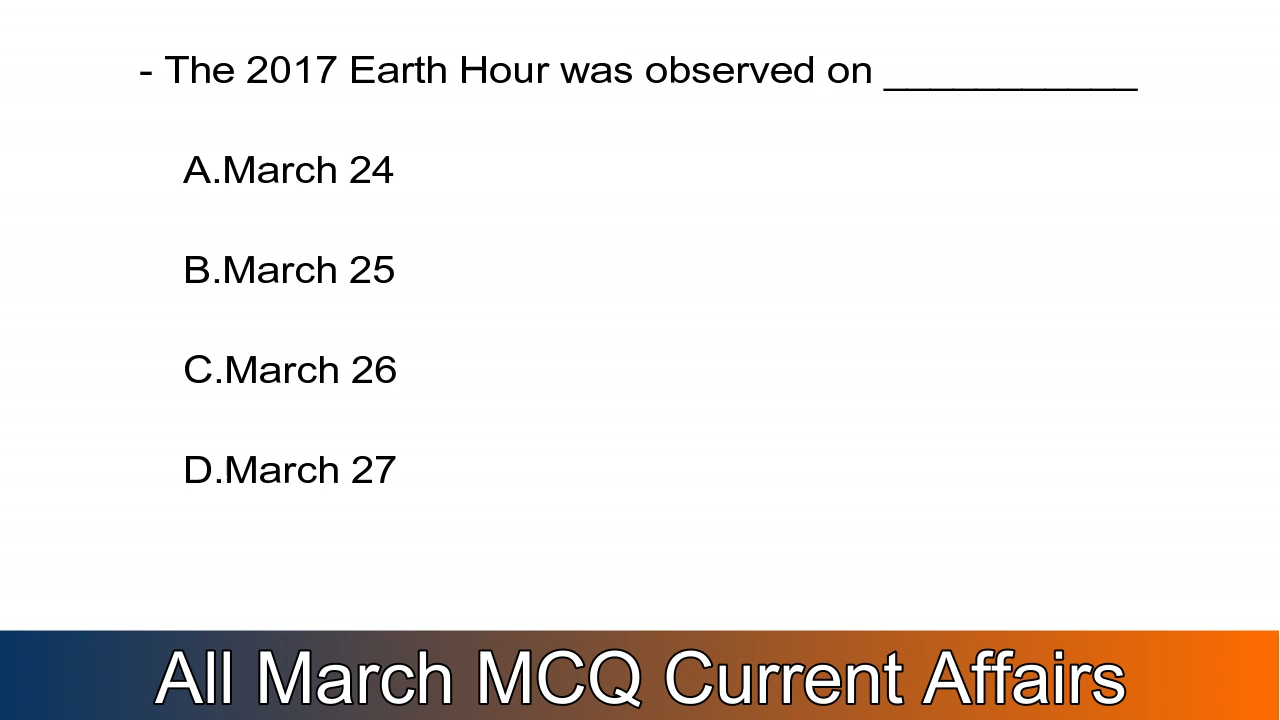 - The 2017 Earth Hour was observed on ___________
A.March 24
B.March 25
C.March 26
D.March 27
All March MCQ Current Affairs